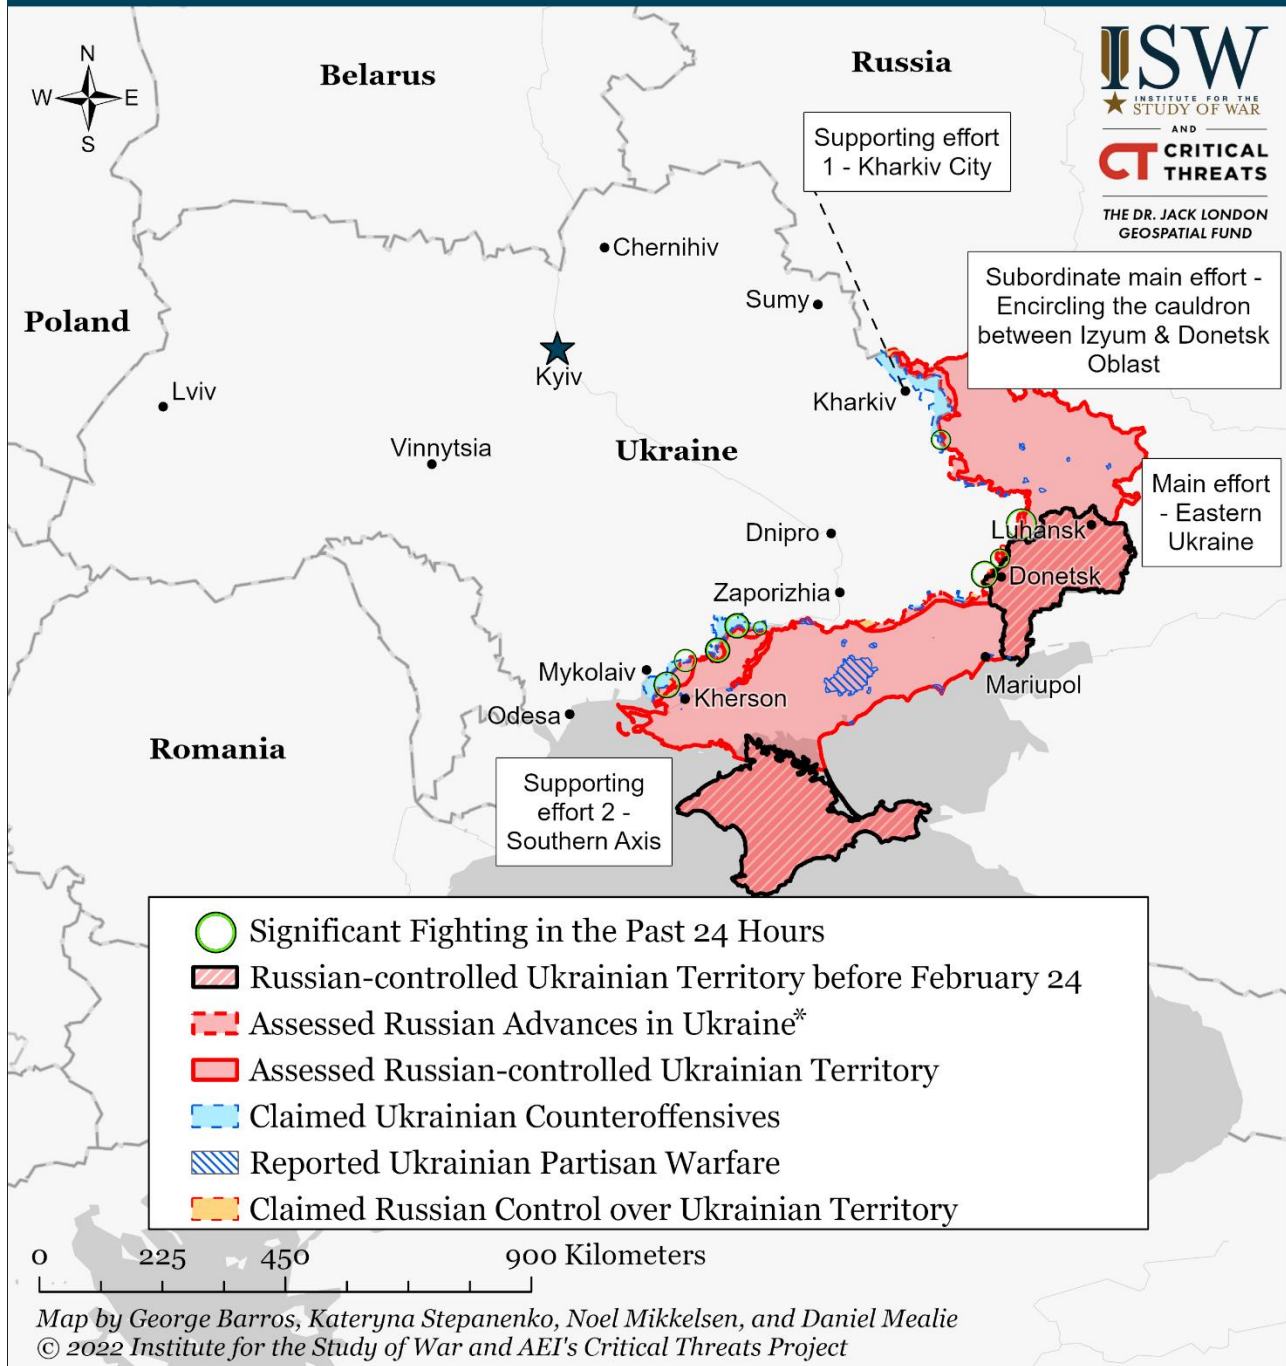 N
W
E
S
Belarus
Russia
ISW
INSTITUTE FOR THE
STUDY OF WAR
AND
CT CRITICAL
THREATS
THE DR. JACK LONDON
GEOSPATIAL FUND
Supporting effort
1 - Kharkiv City
Chernihiv
Sumy
Subordinate main effort -
Encircling the cauldron
between Izyum & Donetsk
Oblast
Poland
Kyiv
Lviv
Kharkiv
Vinnytsia
Ukraine
Main effort
- Eastern
Ukraine
Dnipro
Luhansk
Donetsk
Zaporizhia
Mykolaiv
Mariupol
Kherson
Odesa
Romania
Supporting
effort 2 -
Southern Axis
Significant Fighting in the Past 24 Hours
Russian-controlled Ukrainian Territory before February 24
Assessed Russian Advances in Ukraine*
Assessed Russian-controlled Ukrainian Territory
Claimed Ukrainian Counteroffensives
Reported Ukrainian Partisan Warfare
Claimed Russian Control over Ukrainian Territory
0 225 450 900 Kilometers
Map by George Barros, Kateryna Stepanenko, Noel Mikkelsen, and Daniel Mealie
© 2022 Institute for the Study of War and AEI's Critical Threats Project